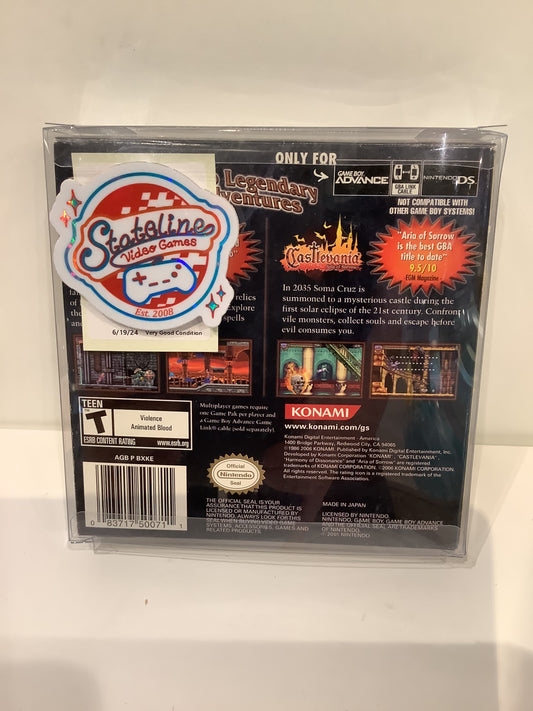 ONLY FOR
GAME BOY
ADVANCE
GBA LINK
CABLE
NINTENDO DS
NOT COMPATIBLE WITH
OTHER GAME BOY SYSTEMS!
Legendary
Stateline
Video Games
Est. 2008
6/19/24 Very Good Condition
relics
explore
spells
Castlevania
"Aria of Sorrow
is the best GBA
title to date"
9.5/10
EGM Magazine
In 2035 Soma Cruz is
summoned to a mysterious castle during the
first solar eclipse of the 21st century. Confront
vile monsters, collect souls and escape before
evil consumes you.
TEEN
T
Violence
Animated Blood
ESRB CONTENT RATING www.esrb.org
Multiplayer games require
one Game Pak per player and
a Game Boy Advance Game
Link® cable (sold separately).
KONAMI
www.konami.com/gs
Konami Digital Entertainment - America
1400 Bridge Parkway, Redwood City, CA 94065
©1986 2006 KONAMI. Published by Konami Digital Entertainment, Inc.
Developed by Konami Corporation "KONAMI", "CASTLEVANIA",
"Harmony of Dissonance" and "Aria of Sorrow" are registered
trademarks of KONAMI CORPORATION. ©2006 KONAMI CORPORATION.
All rights reserved. The rating icon is a registered trademark of the
Entertainment Software Association.
AGB P BXKE
0 83717 50071 1
Official
Nintendo
Seal
THE OFFICIAL SEAL IS YOUR
ASSURANCE THAT THIS PRODUCT IS
LICENSED OR MANUFACTURED BY
NINTENDO. ALWAYS LOOK FOR THIS
SEAL WHEN BUYING VIDEO GAME
SYSTEMS, ACCESSORIES, GAMES AND
RELATED PRODUCTS.
MADE IN JAPAN
LICENSED BY NINTENDO.
NINTENDO, GAME BOY, GAME BOY ADVANCE
AND THE OFFICIAL SEAL ARE TRADEMARKS
OF NINTENDO.
© 2001 NINTENDO